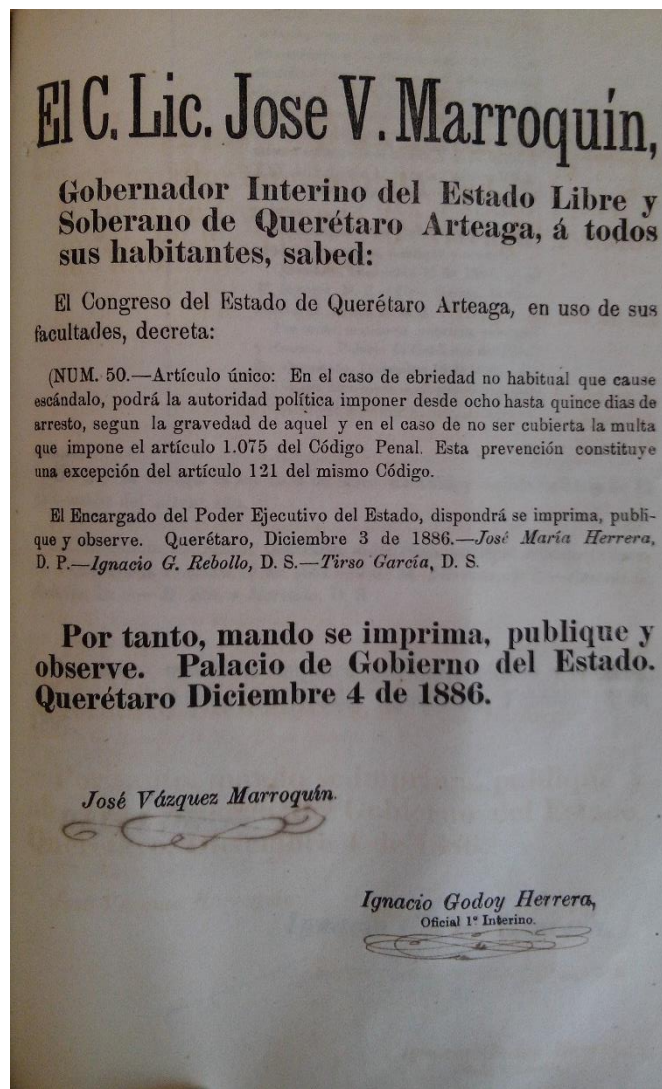 El C. Lic. Jose V. Marroquín,
Gobernador Interino del Estado Libre y
Soberano de Querétaro Arteaga, á todos
sus habitantes, sabed:
El Congreso del Estado de Querétaro Arteaga, en uso de sus
facultades, decreta:
(NUM. 50.—Artículo único: En el caso de ebriedad no habitual que cause
escándalo, podrá la autoridad política imponer desde ocho hasta quince dias de
arresto, segun la gravedad de aquel y en el caso de no ser cubierta la multa
que impone el artículo 1.075 del Código Penal. Esta prevención constituye
una excepción del artículo 121 del mismo Código.
El Encargado del Poder Ejecutivo del Estado, dispondrá se imprima, publi-
que y observe. Querétaro, Diciembre 3 de 1886.—José María Herrera,
D. P.—Ignacio G. Rebollo, D. S.—Tirso García, D. S.
Por tanto, mando se imprima, publique y
observe. Palacio de Gobierno del Estado.
Querétaro Diciembre 4 de 1886.
José Vázquez Marroquín.
Ignacio Godoy Herrera,
Oficial 1º Interino.